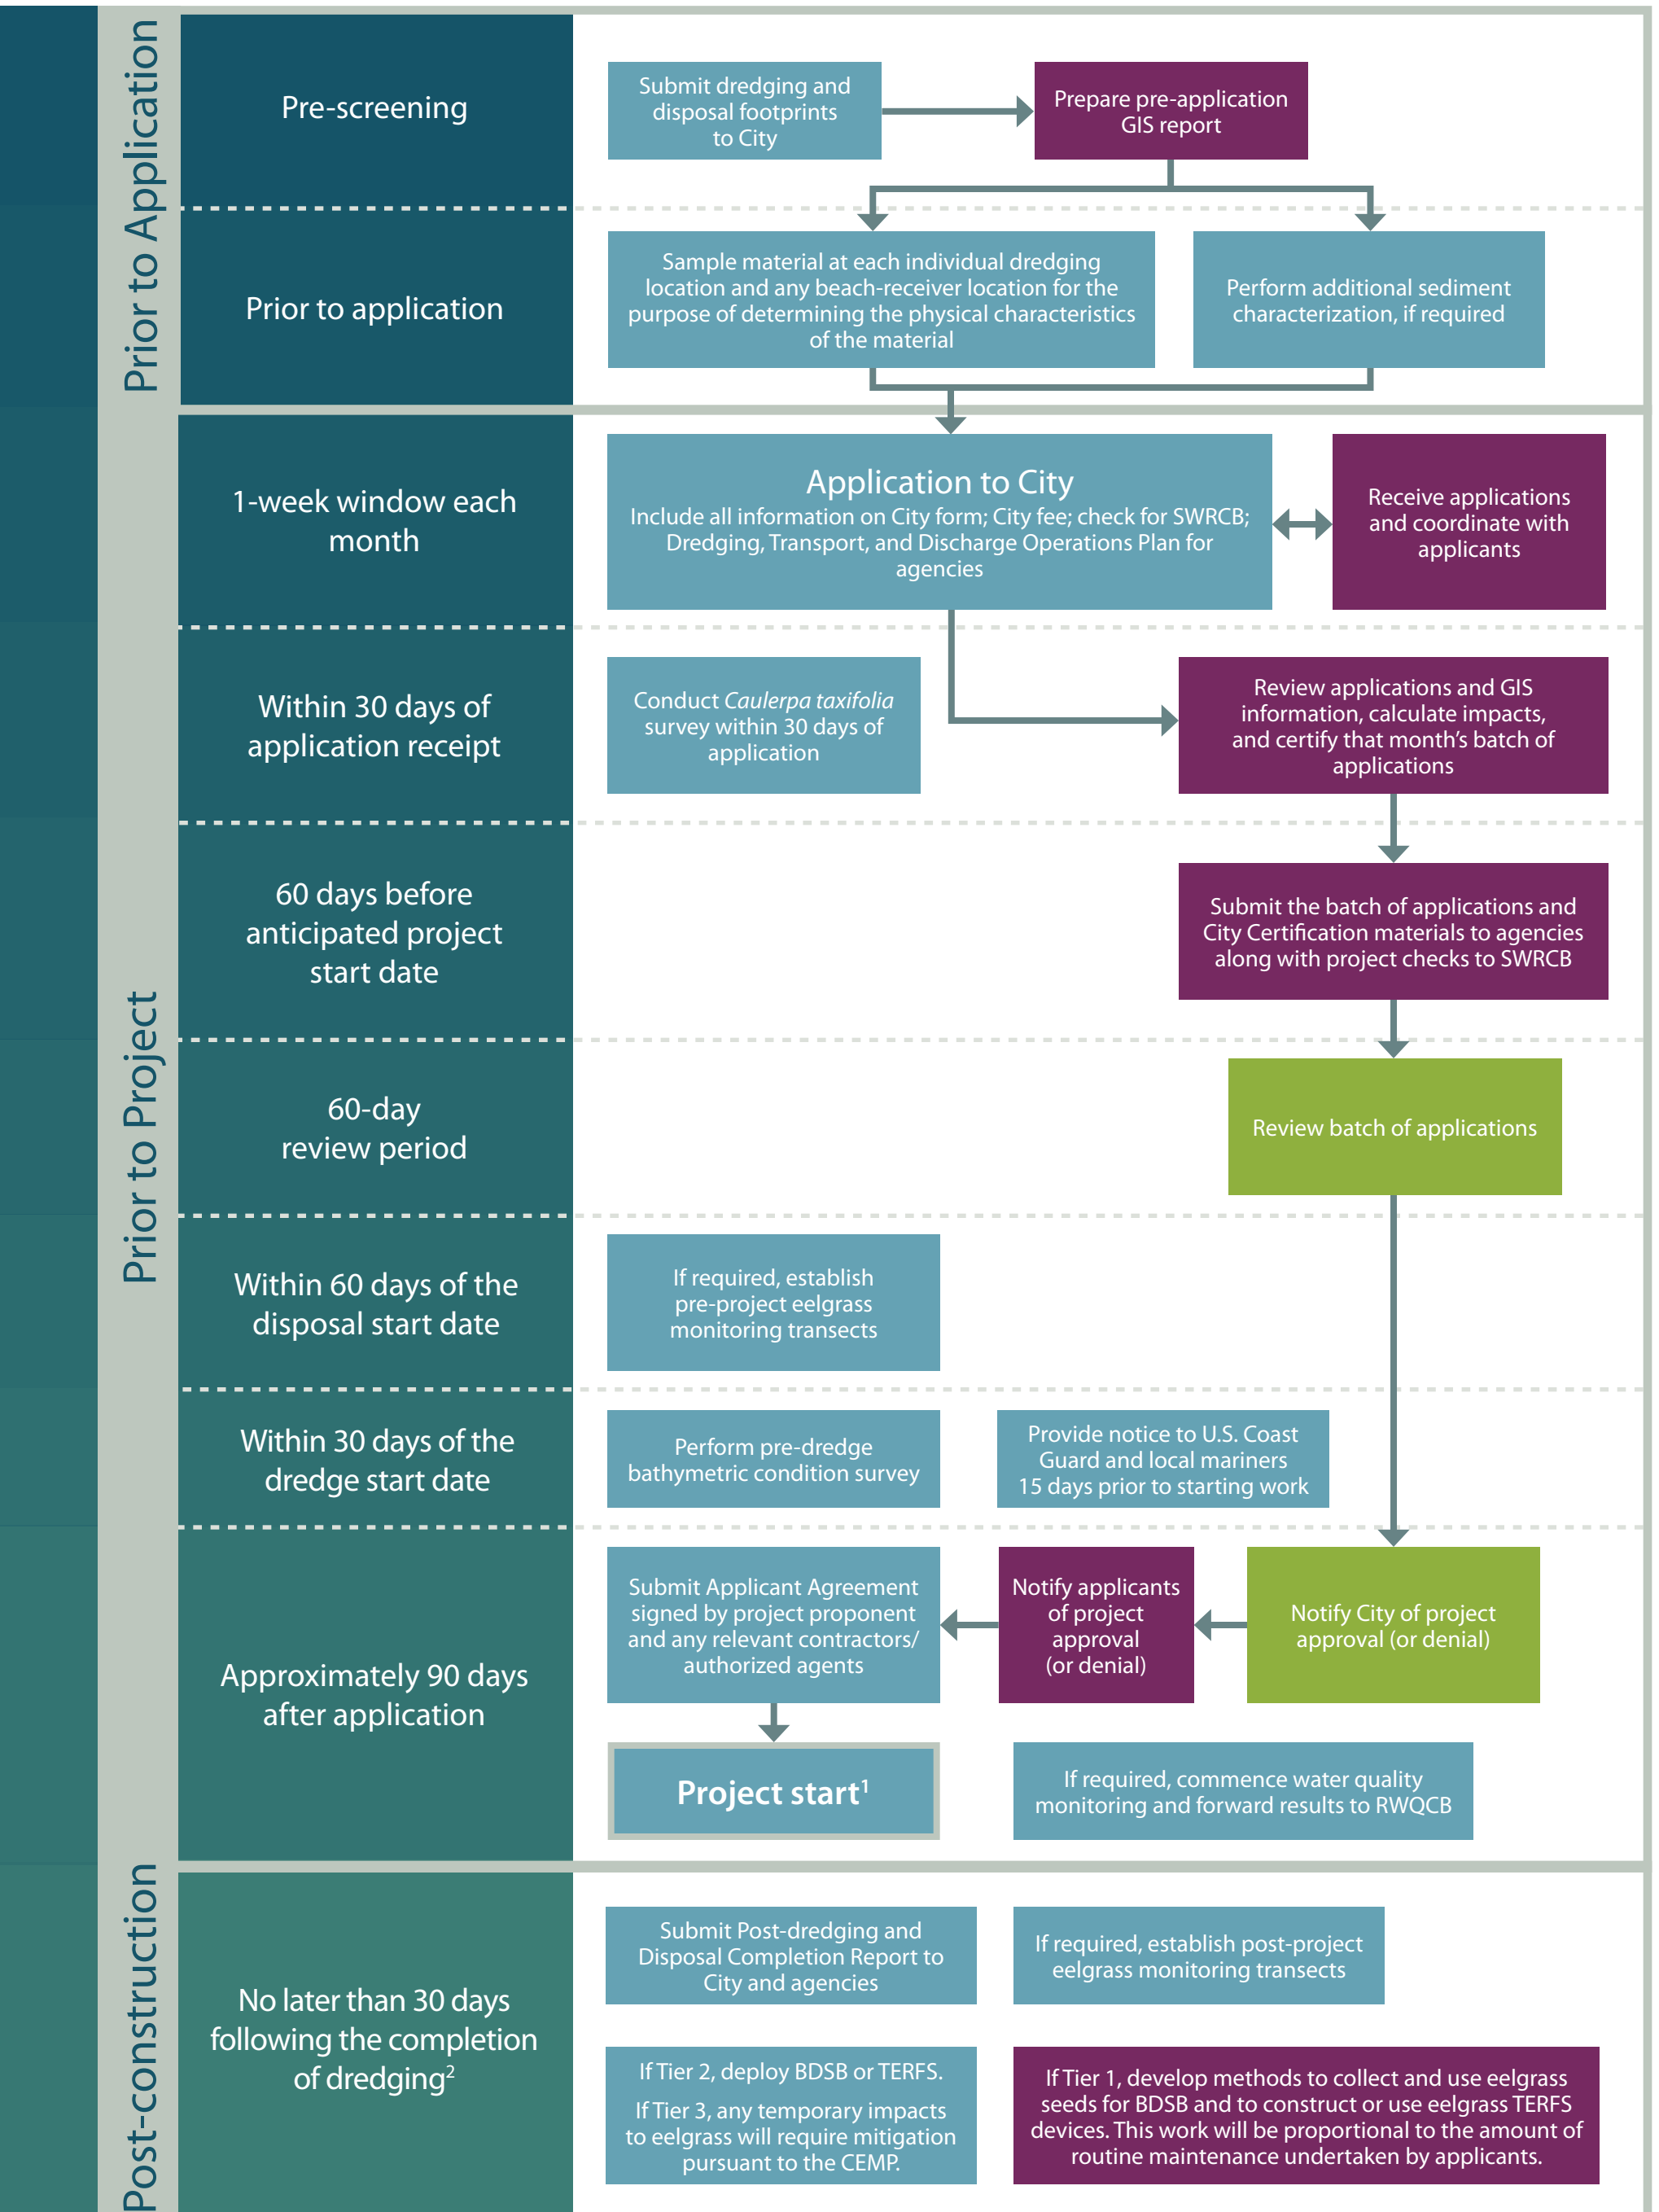 Prior to Application
Pre-screening
Submit dredging and
disposal footprints
to City
Prepare pre-application
GIS report
Prior to application
Sample material at each individual dredging
location and any beach-receiver location for the
purpose of determining the physical characteristics
of the material
Perform additional sediment
characterization, if required
Prior to Project
1-week window each
month
Application to City
Include all information on City form; City fee; check for SWRCB;
Dredging, Transport, and Discharge Operations Plan for
agencies
Receive applications
and coordinate with
applicants
Within 30 days of
application receipt
Conduct Caulerpa taxifolia
survey within 30 days of
application
Review applications and GIS
information, calculate impacts,
and certify that month's batch of
applications
60 days before
anticipated project
start date
Submit the batch of applications and
City Certification materials to agencies
along with project checks to SWRCB
60-day
review period
Review batch of applications
Within 60 days of the
disposal start date
If required, establish
pre-project eelgrass
monitoring transects
Within 30 days of the
dredge start date
Perform pre-dredge
bathymetric condition survey
Provide notice to U.S. Coast
Guard and local mariners
15 days prior to starting work
Approximately 90 days
after application
Submit Applicant Agreement
signed by project proponent
and any relevant contractors/
authorized agents
Notify applicants
of project
approval
(or denial)
Notify City of project
approval (or denial)
Project start¹
If required, commence water quality
monitoring and forward results to RWQCB
Post-construction
No later than 30 days
following the completion
of dredging²
Submit Post-dredging and
Disposal Completion Report to
City and agencies
If required, establish post-project
eelgrass monitoring transects
If Tier 2, deploy BDSB or TERFS.
If Tier 3, any temporary impacts
to eelgrass will require mitigation
pursuant to the CEMP.
If Tier 1, develop methods to collect and use eelgrass
seeds for BDSB and to construct or use eelgrass TERFS
devices. This work will be proportional to the amount of
routine maintenance undertaken by applicants.